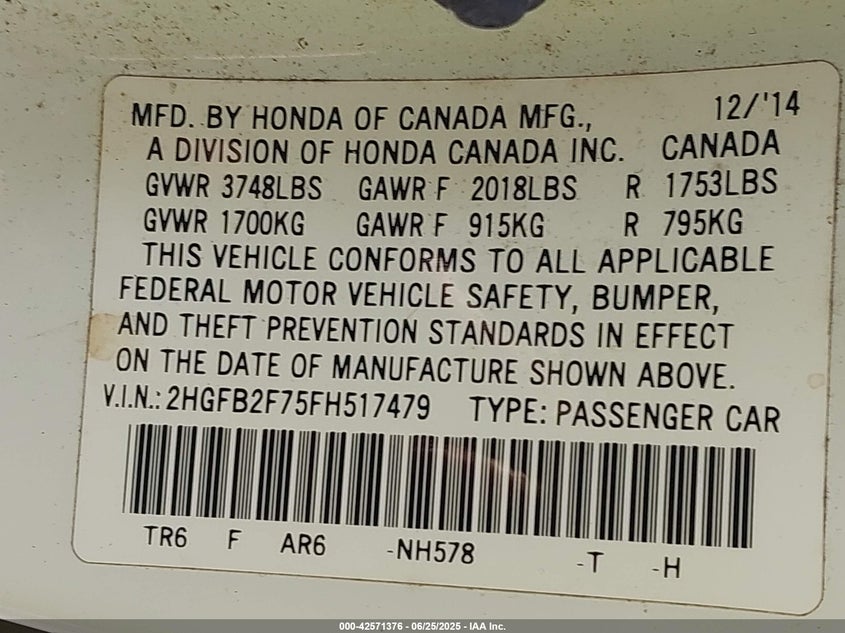 MFD. BY HONDA OF CANADA MFG., 12/'14
A DIVISION OF HONDA CANADA INC. CANADA
GVWR 3748LBS GAWR F 2018LBS R 1753LBS
GVWR 1700KG GAWR F 915KG R 795KG
THIS VEHICLE CONFORMS TO ALL APPLICABLE
FEDERAL MOTOR VEHICLE SAFETY, BUMPER,
AND THEFT PREVENTION STANDARDS IN EFFECT
ON THE DATE OF MANUFACTURE SHOWN ABOVE.
V.I.N.: 2HGFB2F75FH517479 TYPE: PASSENGER CAR
TR6 F AR6 -NH578 -T -H
000-42571376 - 06/25/2025 - IAA Inc.